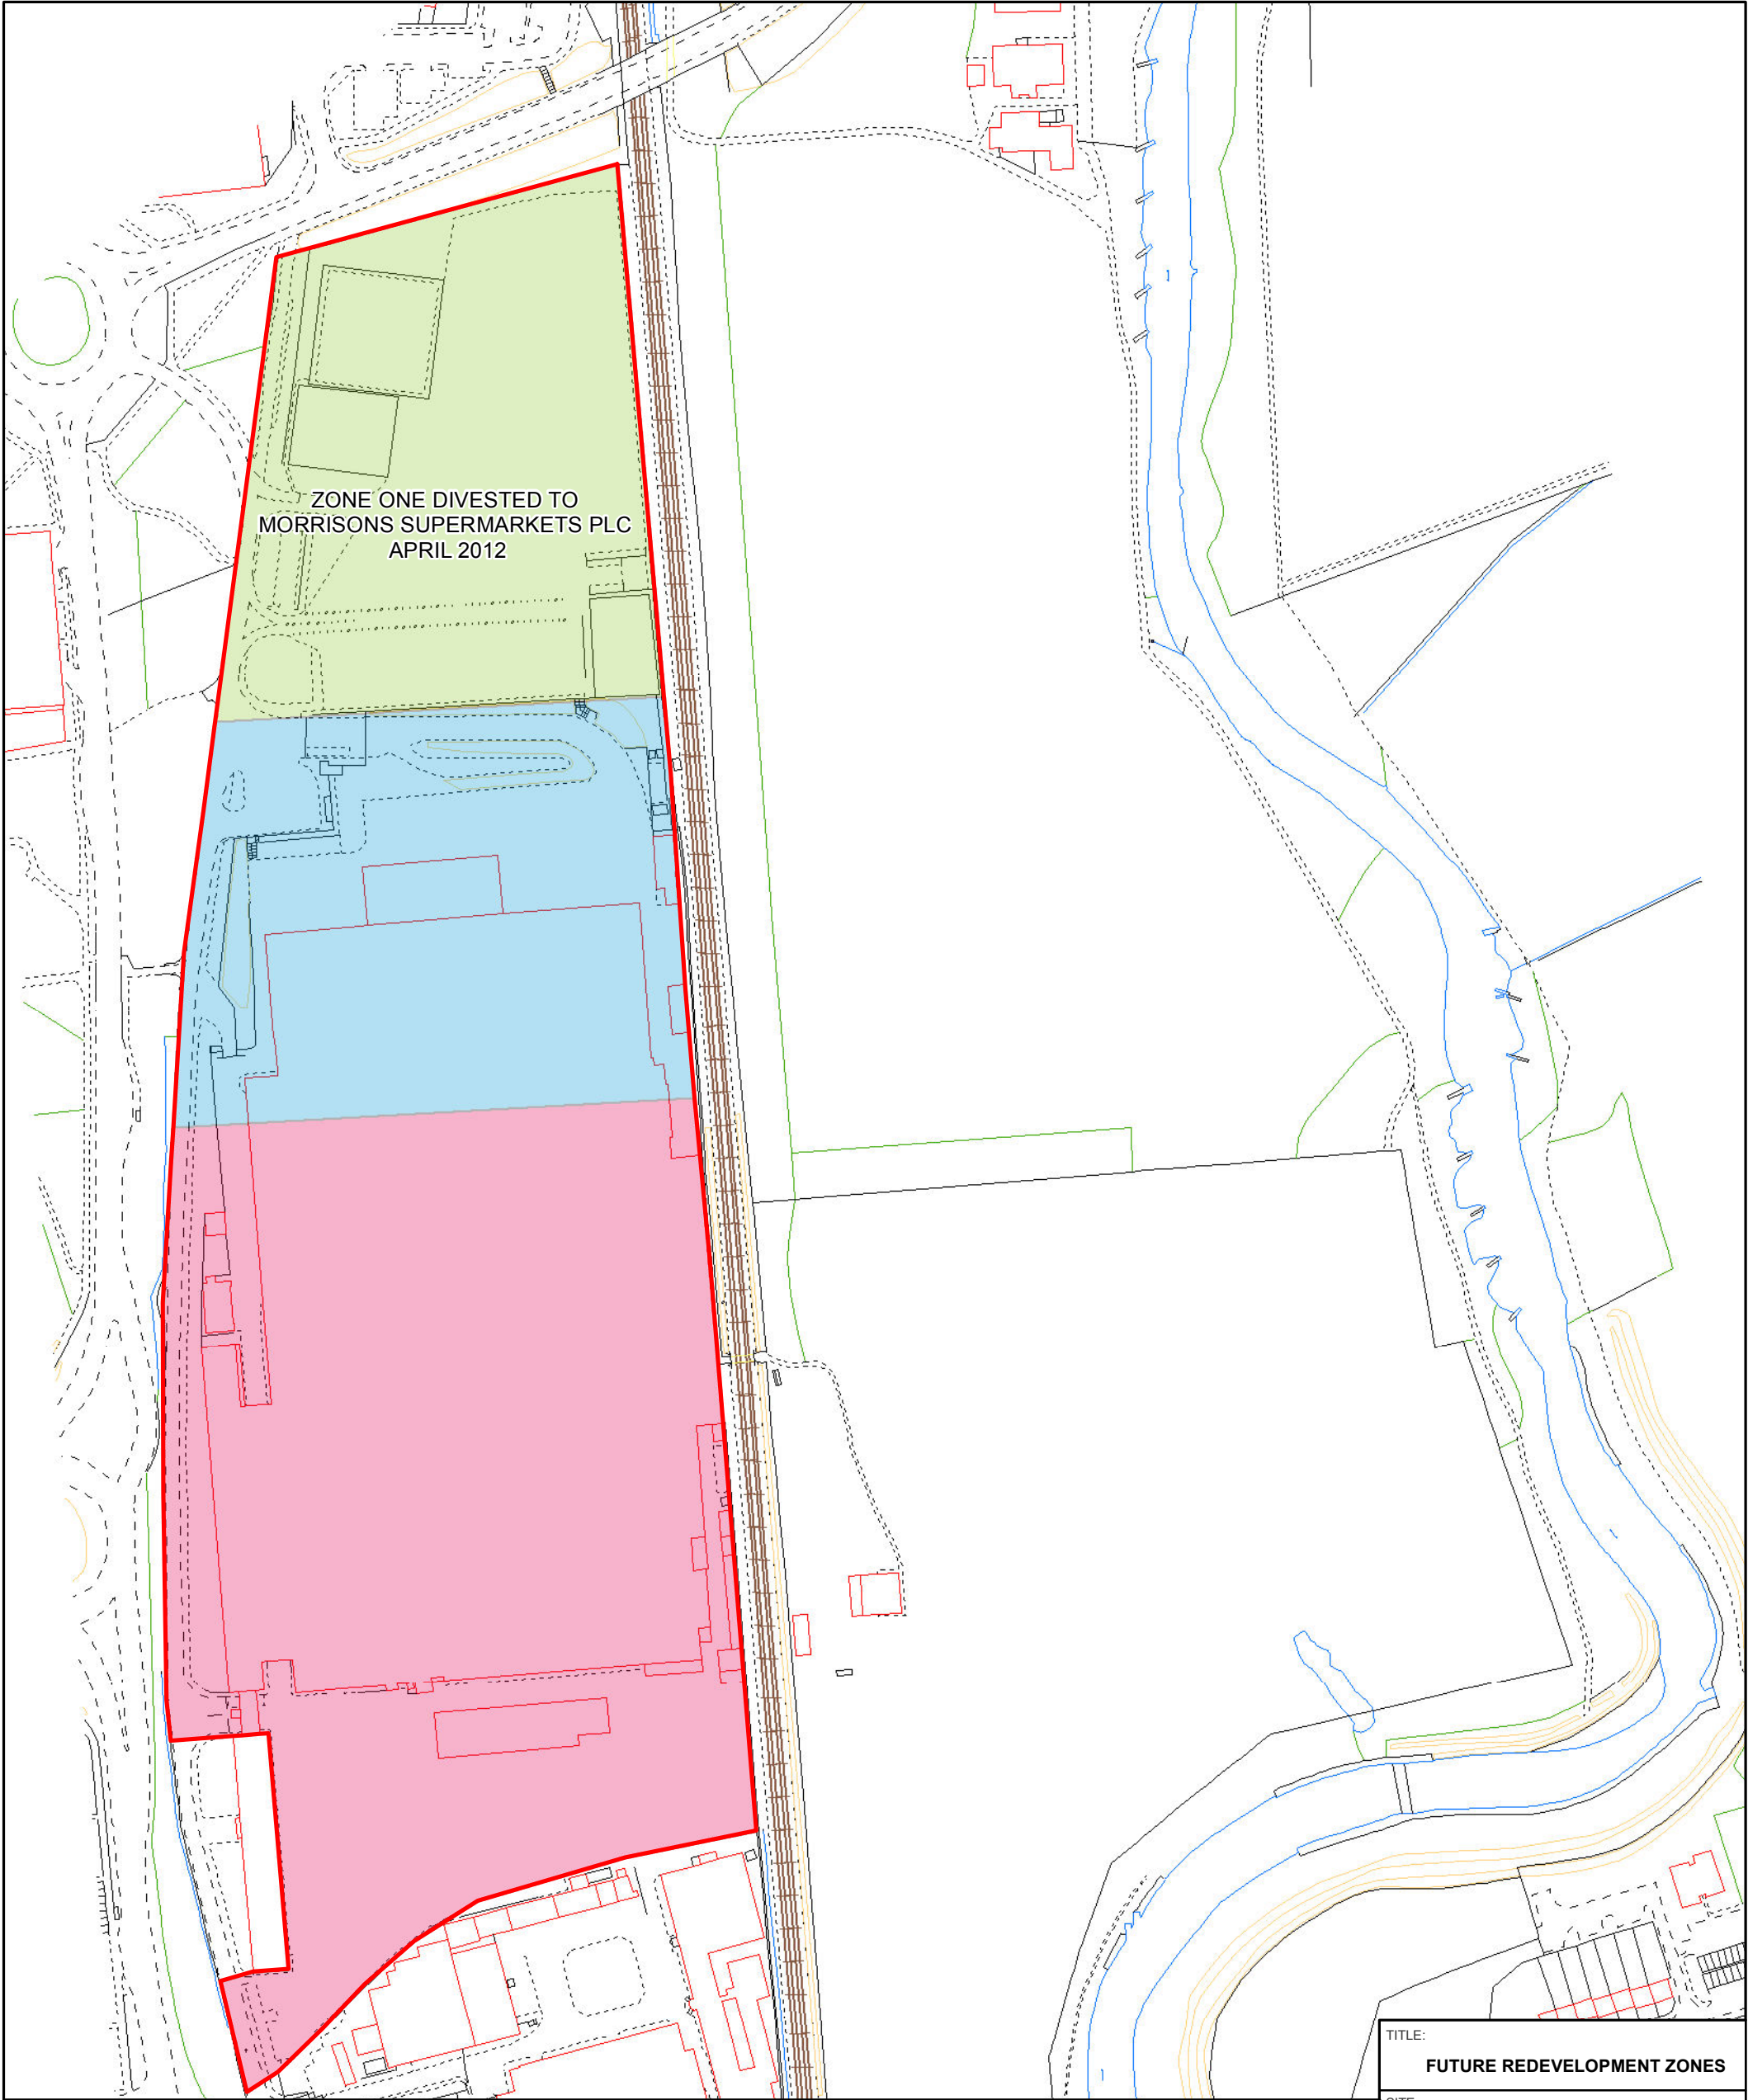 ZONE ONE DIVESTED TO
MORRISONS SUPERMARKETS PLC
APRIL 2012
TITLE:
FUTURE REDEVELOPMENT ZONES